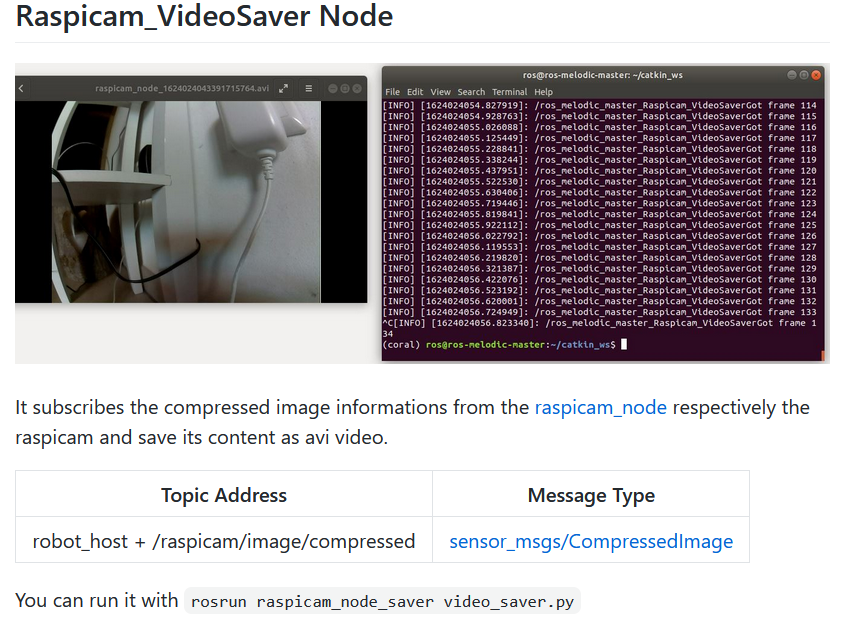 Raspicam_VideoSaver Node
raspicam_node_1624024043391715764.avi
ros@ros-melodic-master: ~/catkin_ws
File Edit View Search Terminal Help
[INFO] [1624024054.827919]: /ros_melodic_master_Raspicam_VideoSaverGot frame 114
[INFO] [1624024054.928763]: /ros_melodic_master_Raspicam_VideoSaverGot frame 115
[INFO] [1624024055.026088]: /ros_melodic_master_Raspicam_VideoSaverGot frame 116
[INFO] [1624024055.125449]: /ros_melodic_master_Raspicam_VideoSaverGot frame 117
[INFO] [1624024055.228841]: /ros_melodic_master_Raspicam_VideoSaverGot frame 118
[INFO] [1624024055.338244]: /ros_melodic_master_Raspicam_VideoSaverGot frame 119
[INFO] [1624024055.437951]: /ros_melodic_master_Raspicam_VideoSaverGot frame 120
[INFO] [1624024055.522530]: /ros_melodic_master_Raspicam_VideoSaverGot frame 121
[INFO] [1624024055.630406]: /ros_melodic_master_Raspicam_VideoSaverGot frame 122
[INFO] [1624024055.719446]: /ros_melodic_master_Raspicam_VideoSaverGot frame 123
[INFO] [1624024055.819841]: /ros_melodic_master_Raspicam_VideoSaverGot frame 124
[INFO] [1624024055.922112]: /ros_melodic_master_Raspicam_VideoSaverGot frame 125
[INFO] [1624024056.022792]: /ros_melodic_master_Raspicam_VideoSaverGot frame 126
[INFO] [1624024056.119553]: /ros_melodic_master_Raspicam_VideoSaverGot frame 127
[INFO] [1624024056.219820]: /ros_melodic_master_Raspicam_VideoSaverGot frame 128
[INFO] [1624024056.321387]: /ros_melodic_master_Raspicam_VideoSaverGot frame 129
[INFO] [1624024056.422076]: /ros_melodic_master_Raspicam_VideoSaverGot frame 130
[INFO] [1624024056.523192]: /ros_melodic_master_Raspicam_VideoSaverGot frame 131
[INFO] [1624024056.620001]: /ros_melodic_master_Raspicam_VideoSaverGot frame 132
[INFO] [1624024056.724949]: /ros_melodic_master_Raspicam_VideoSaverGot frame 133
^C[INFO] [1624024056.823340]: /ros_melodic_master_Raspicam_VideoSaverGot frame 1
34
(coral) ros@ros-melodic-master:~/catkin_ws$
It subscribes the compressed image informations from the raspicam_node respectively the
raspicam and save its content as avi video.
Topic Address Message Type
robot_host + /raspicam/image/compressed sensor_msgs/CompressedImage
You can run it with rosrun raspicam_node_saver video_saver.py